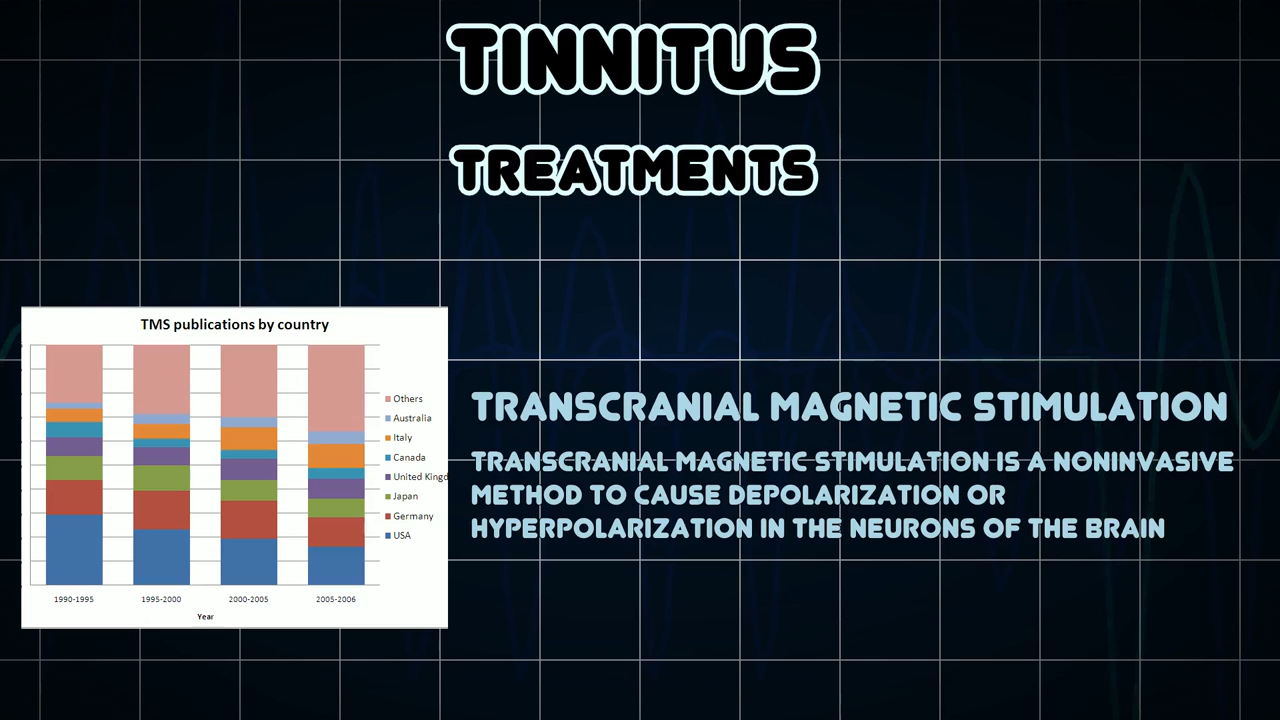 TINNITUS
TREATMENTS
TMS publications by country
Others
Australia
Italy
Canada
United Kingd
Japan
Germany
USA
1990-1995 1995-2000 2000-2005 2005-2006
Year
TRANSCRANIAL MAGNETIC STIMULATION
TRANSCRANIAL MAGNETIC STIMULATION IS A NONINVASIVE
METHOD TO CAUSE DEPOLARIZATION OR
HYPERPOLARIZATION IN THE NEURONS OF THE BRAIN